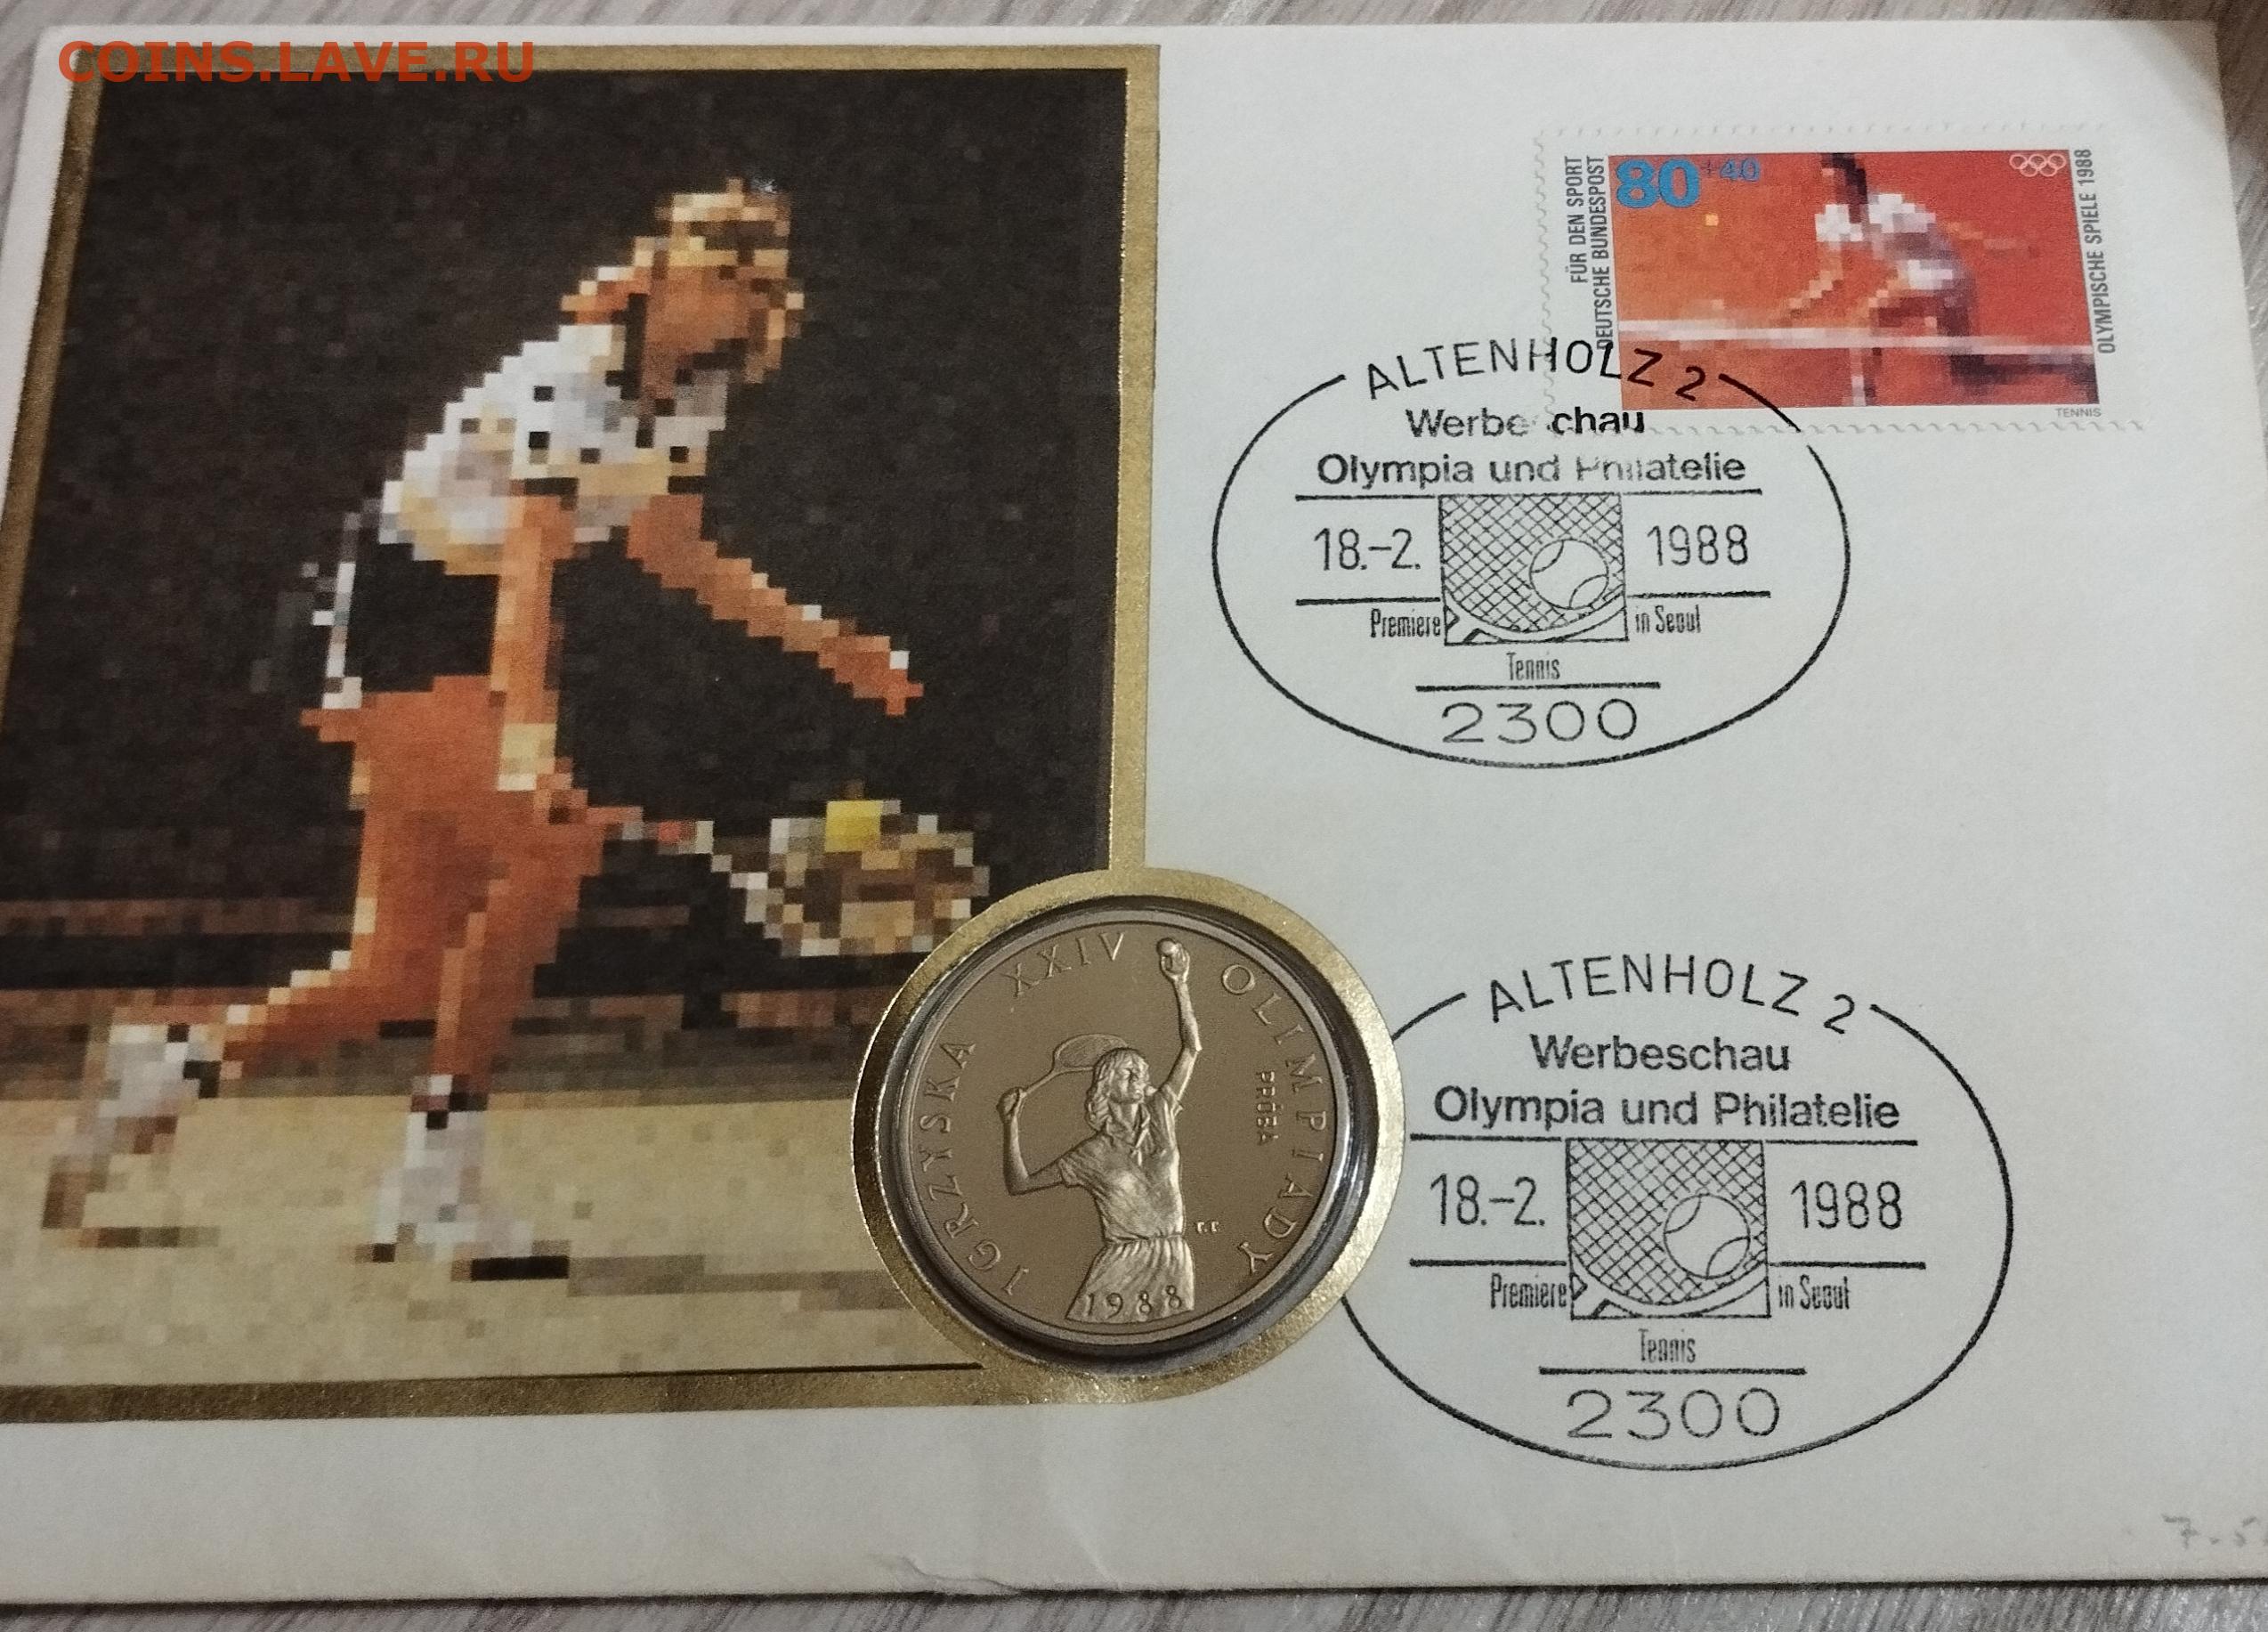 COINS.LAVE.RU
FÜR DEN SPORT
DEUTSCHE BUNDESPOST
80 +40
OLYMPISCHE SPIELE 1988
TENNIS
ALTENHOLZ 2
Werbe chau
Olympia und Philatelie
18.-2. 1988
Premiere in Seoul
Tennis
2300
IGRZYSKA XXIV OLIMPIADY
PRÓBA
1988
ALTENHOLZ 2
Werbeschau
Olympia und Philatelie
18.-2. 1988
Premiere in Seoul
Tennis
2300